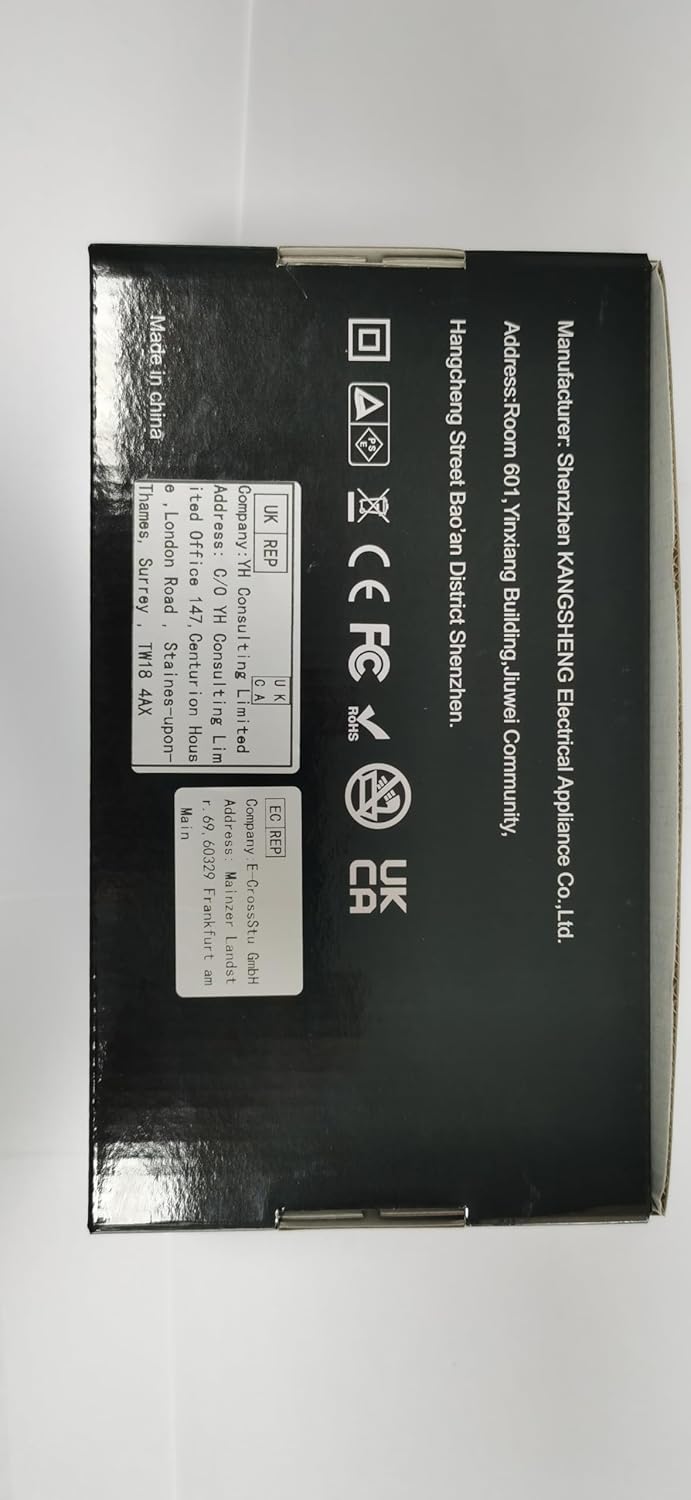 Manufacturer: Shenzhen KANGSHENG Electrical Appliance Co.,Ltd.
Address:Room 601,Yinxiang Building,Jiuwei Community,
Hangcheng Street Bao'an District Shenzhen.
PS
E
CE
FC
RoHS
UK
CA
UK REP
UK
CA
Company:YH Consulting Limited
Address: C/O YH Consulting Lim
ited Office 147, Centurion Hous
e ,London Road , Staines-upon-
Thames, Surrey , TW18 4AX
EC REP
Company:E-CrossStu GmbH
Address: Mainzer Landst
r.69, 60329 Frankfurt am
Main
Made in china